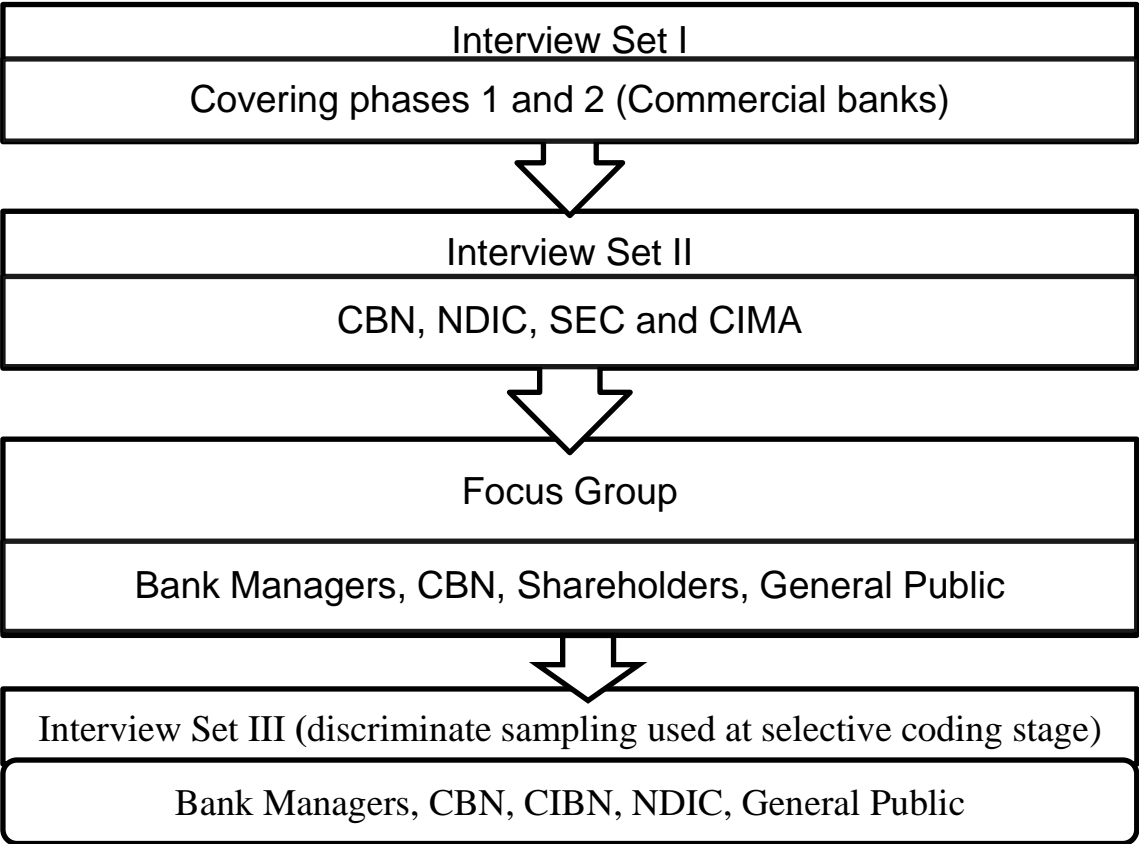 Interview Set I
Covering phases 1 and 2 (Commercial banks)
Interview Set II
CBN, NDIC, SEC and CIMA
Focus Group
Bank Managers, CBN, Shareholders, General Public
Interview Set III (discriminate sampling used at selective coding stage)
Bank Managers, CBN, CIBN, NDIC, General Public